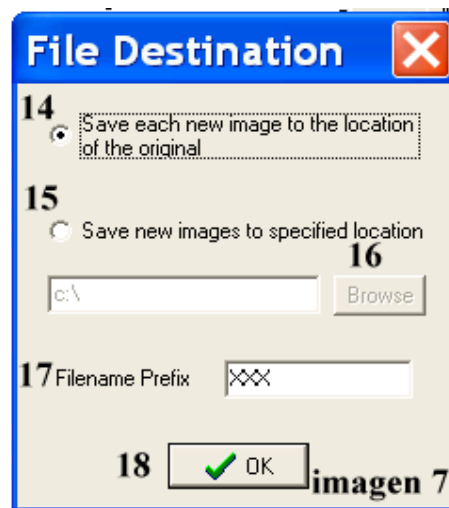 File Destination
14
Save each new image to the location
of the original
15
Save new images to specified location
16
c:\
Browse
17 Filename Prefix XXX
18 OK
imagen 7